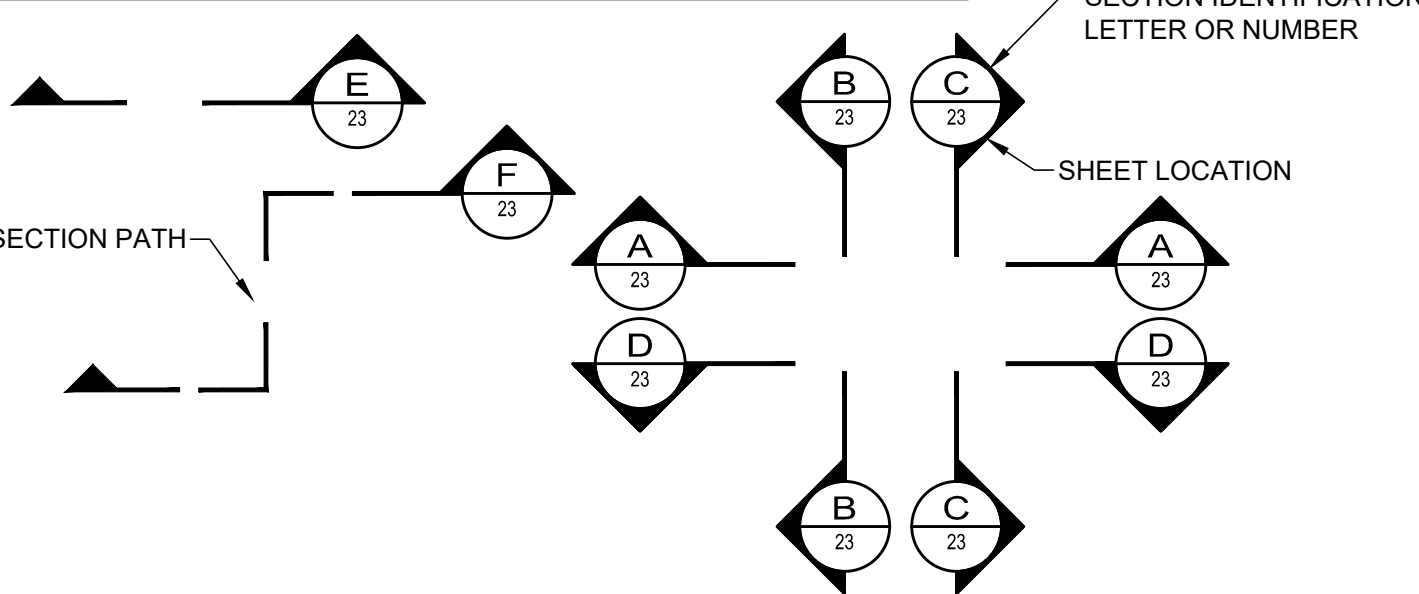 SECTION IDENTIFICATION
LETTER OR NUMBER
E
23
B
23
C
23
SHEET LOCATION
F
23
SECTION PATH
A
23
A
23
D
23
D
23
B
23
C
23